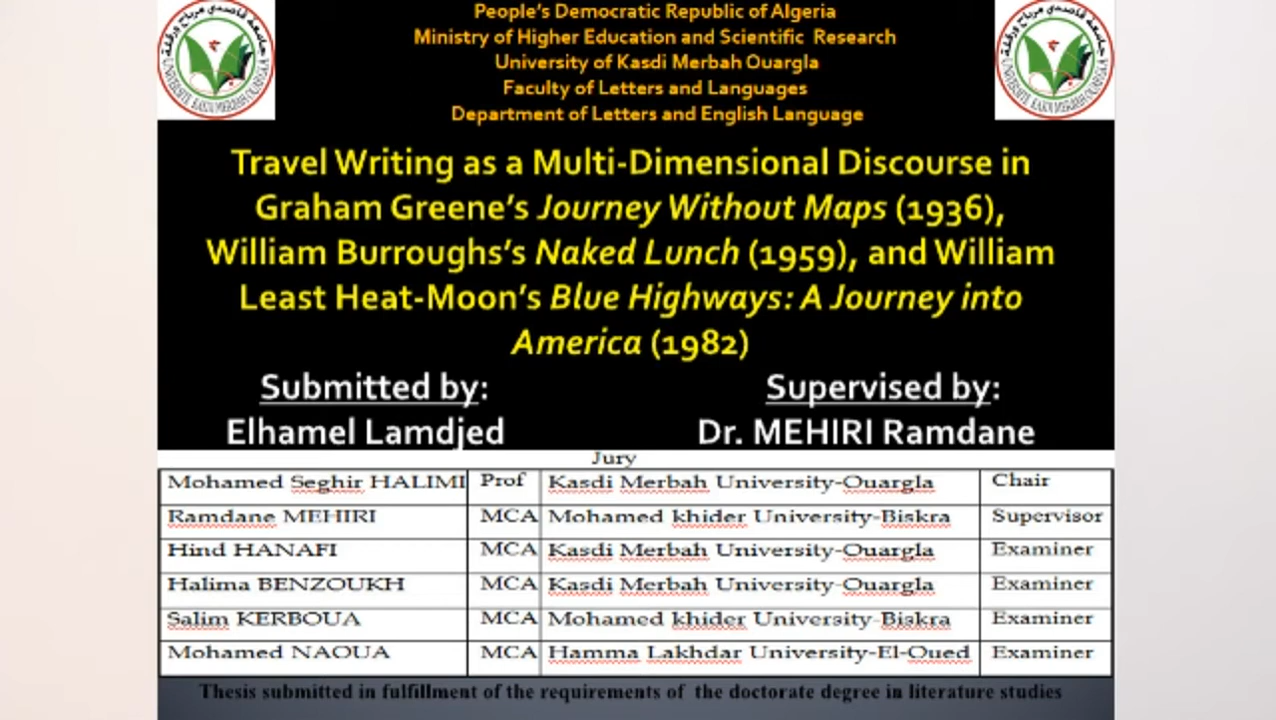 People's Democratic Republic of Algeria
Ministry of Higher Education and Scientific Research
University of Kasdi Merbah Ouargla
Faculty of Letters and Languages
Department of Letters and English Language
Travel Writing as a Multi-Dimensional Discourse in
Graham Greene's Journey Without Maps (1936),
William Burroughs's Naked Lunch (1959), and William
Least Heat-Moon's Blue Highways: A Journey into
America (1982)
Submitted by: Supervised by:
Elhamel Lamdjed Dr. MEHIRI Ramdane
Jury
Mohamed Seghir HALIMI Prof Kasdi Merbah University-Ouargla Chair
Ramdane MEHIRI MCA Mohamed khider University-Biskra Supervisor
Hind HANAFI MCA Kasdi Merbah University-Ouargla Examiner
Halima BENZOUKH MCA Kasdi Merbah University-Ouargla Examiner
Salim KERBOUA MCA Mohamed khider University-Biskra Examiner
Mohamed NAOUA MCA Hamma Lakhdar University-El-Oued Examiner
Thesis submitted in fulfillment of the requirements of the doctorate degree in literature studies